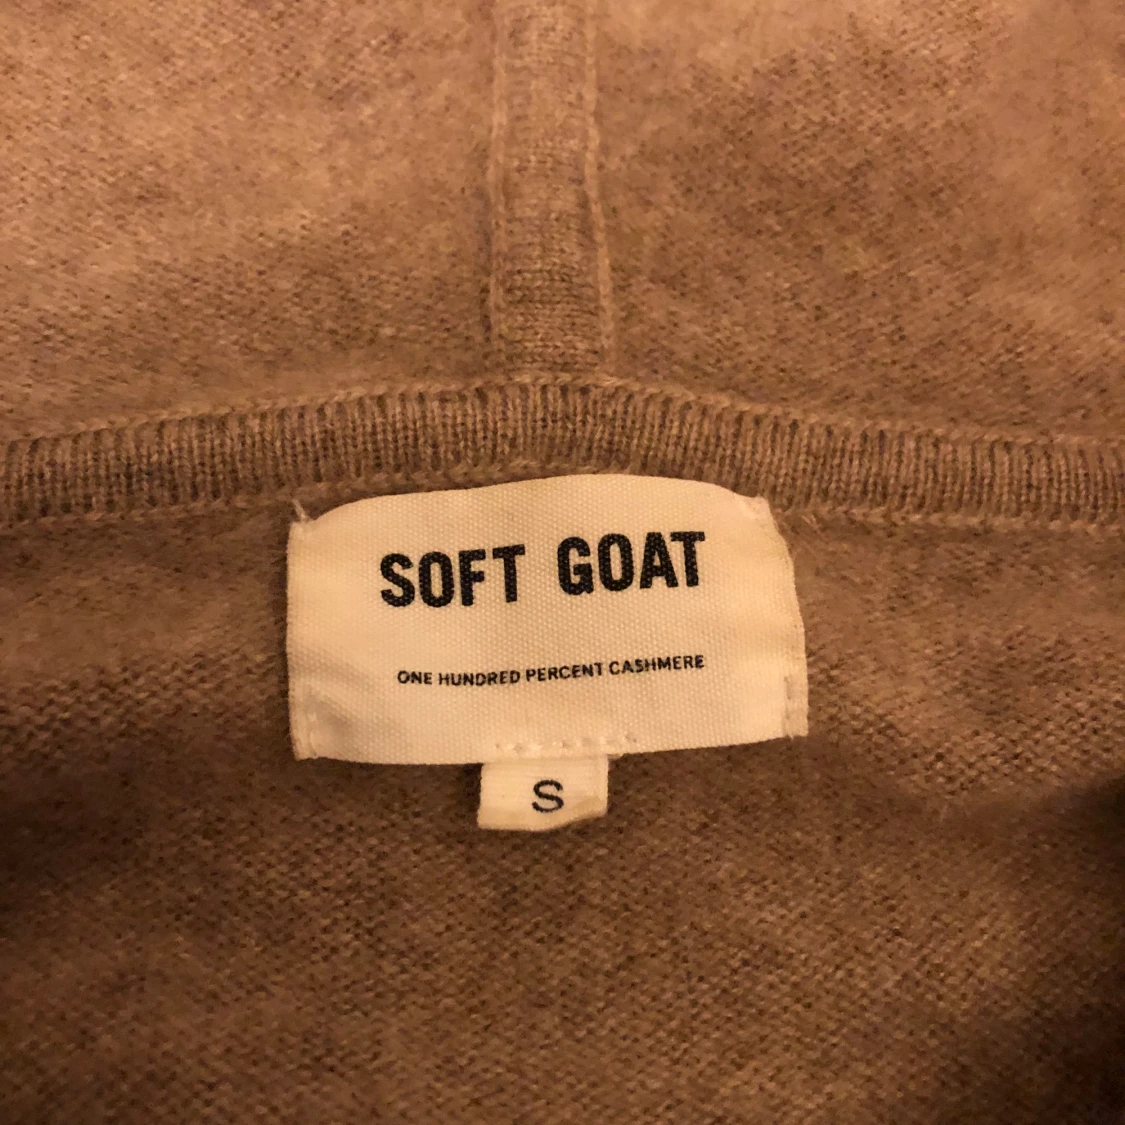 SOFT GOAT
ONE HUNDRED PERCENT CASHMERE
S